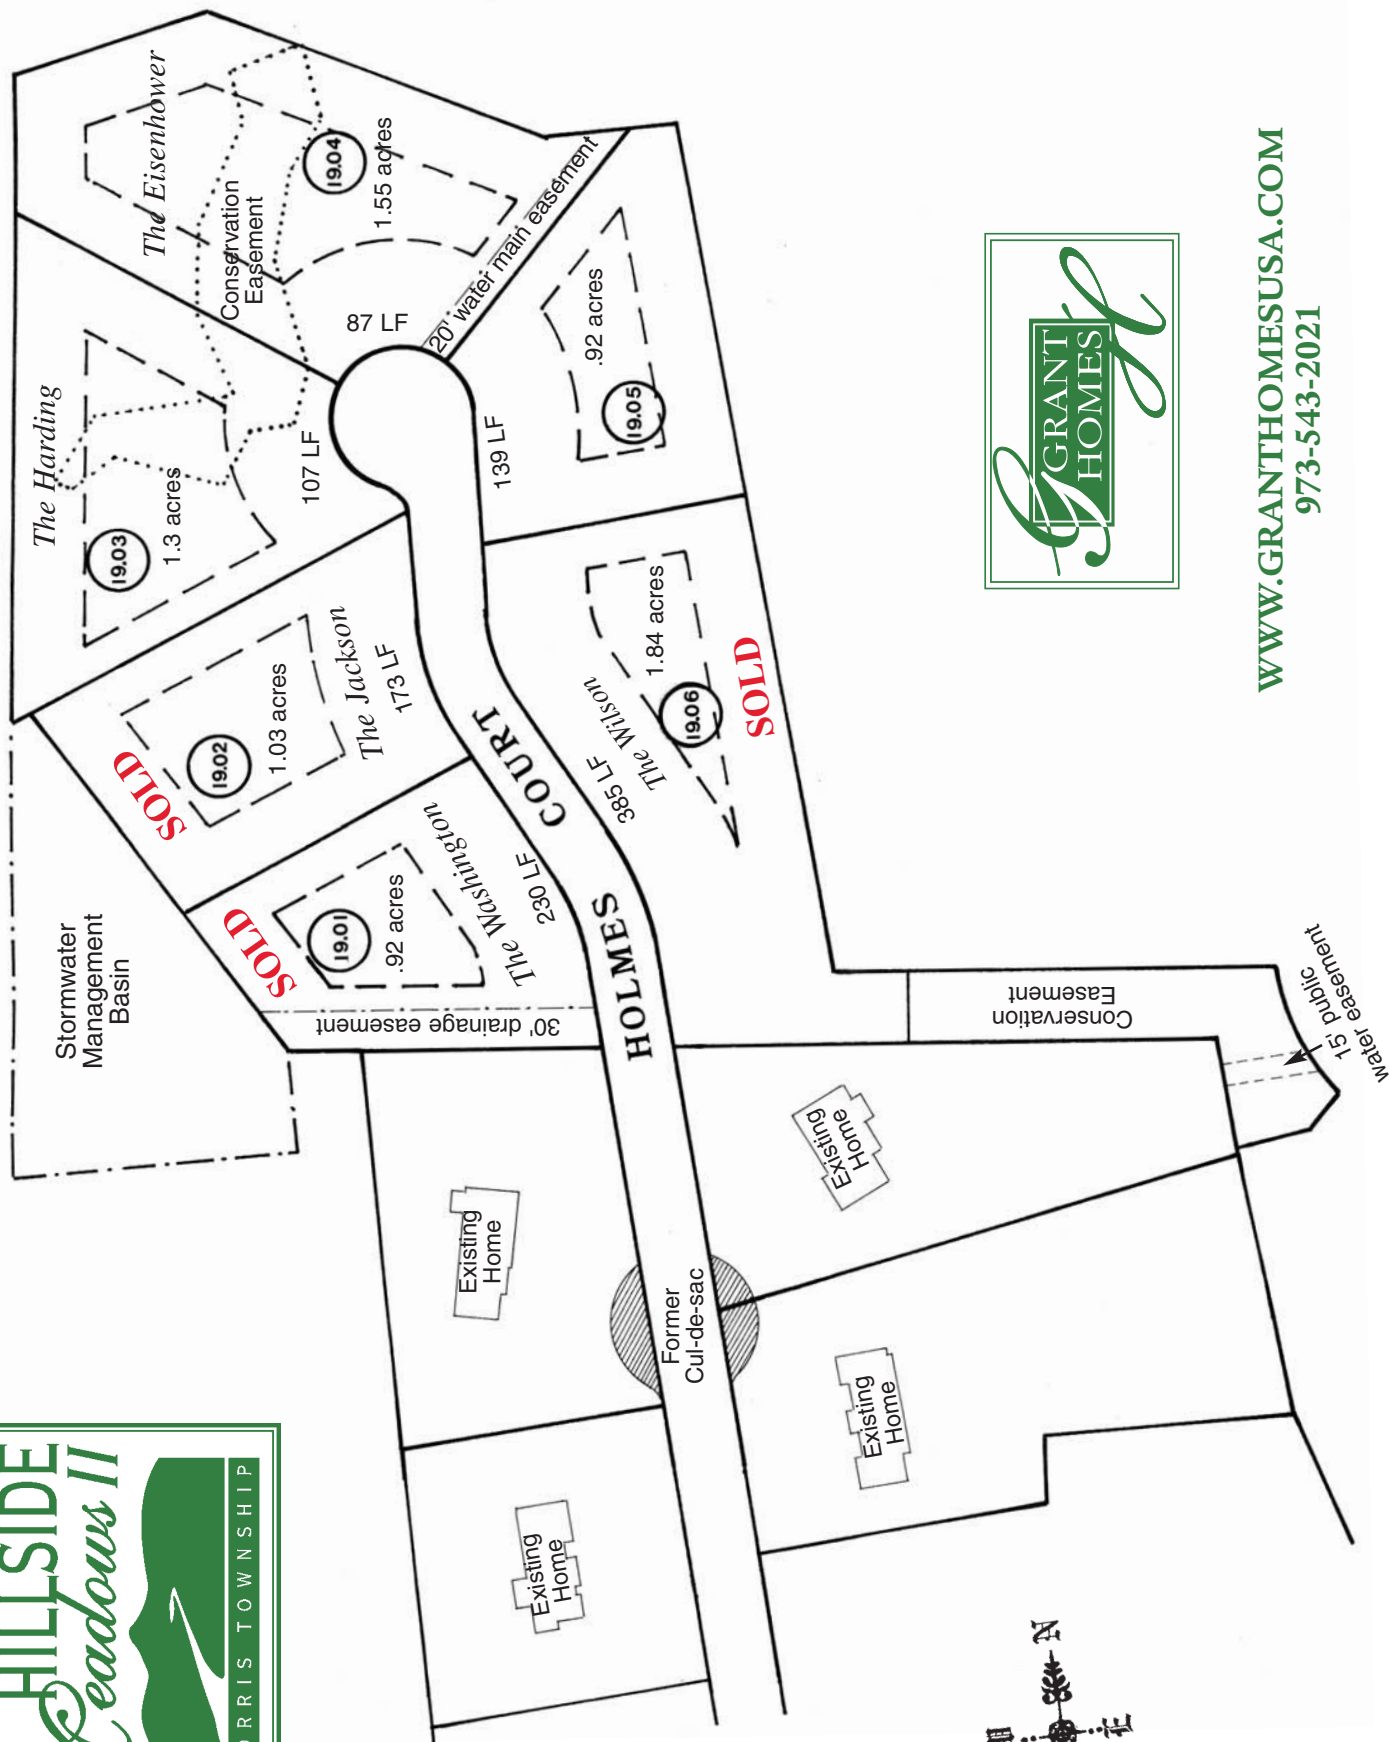 HILLSIDE
eadows II
RRIS TOWNSHIP
Stormwater
Management
Basin
The Harding
19.03
1.3 acres
107 LF
The Eisenhower
19.04
1.55 acres
Conservation
Easement
87 LF
20' water main easement
SOLD
19.02
1.03 acres
The Jackson
173 LF
SOLD
19.01
.92 acres
The Washington
230 LF
30' drainage easement
HOLMES COURT
139 LF
19.05
.92 acres
385 LF
The Wilson
19.06
1.84 acres
SOLD
Conservation
Easement
15' public
water easement
Existing
Home
Existing
Home
Existing
Home
Existing
Home
Former
Cul-de-sac
N
E
GRANT
HOMES
WWW.GRANTHOMESUSA.COM
973-543-2021